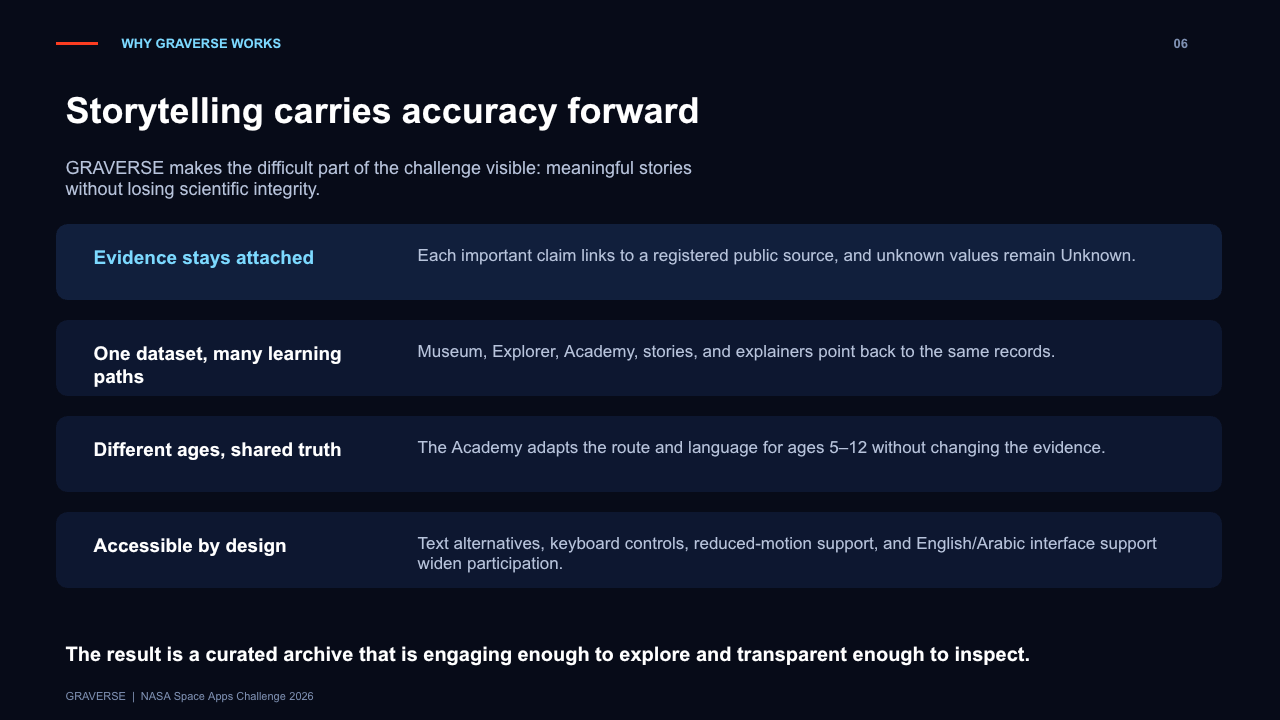 WHY GRAVERSE WORKS
06
Storytelling carries accuracy forward
GRAVERSE makes the difficult part of the challenge visible: meaningful stories
without losing scientific integrity.
Evidence stays attached
Each important claim links to a registered public source, and unknown values remain Unknown.
One dataset, many learning
paths
Museum, Explorer, Academy, stories, and explainers point back to the same records.
Different ages, shared truth
The Academy adapts the route and language for ages 5–12 without changing the evidence.
Accessible by design
Text alternatives, keyboard controls, reduced-motion support, and English/Arabic interface support
widen participation.
The result is a curated archive that is engaging enough to explore and transparent enough to inspect.
GRAVERSE | NASA Space Apps Challenge 2026